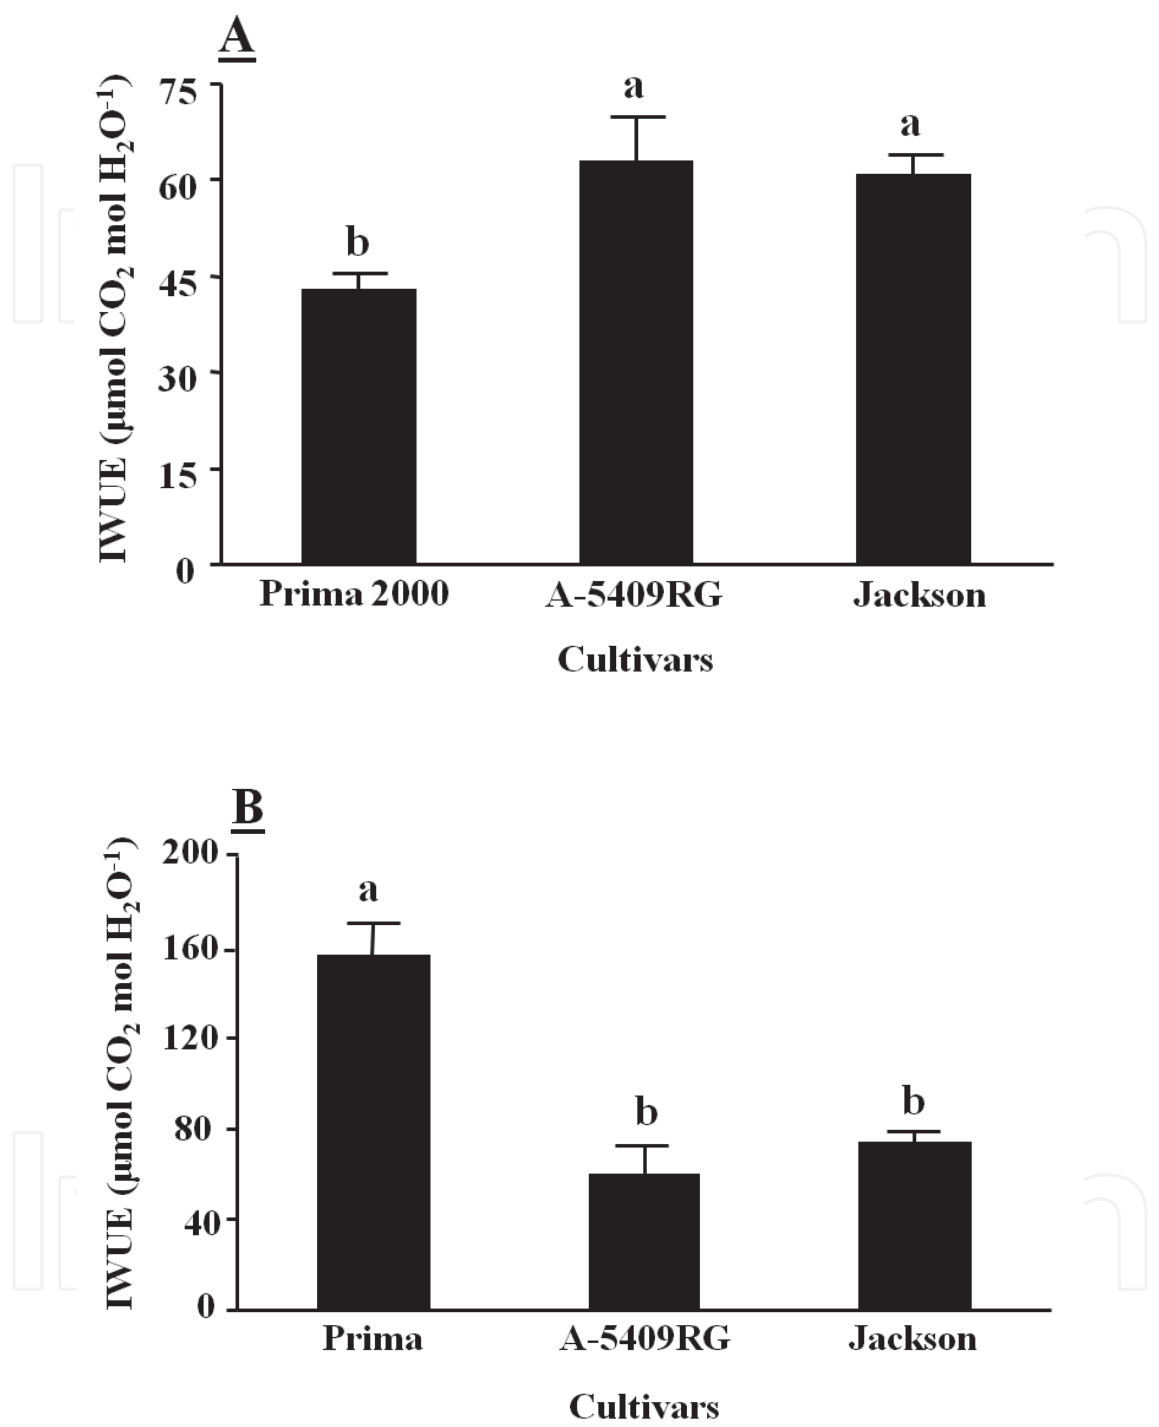 A
IWUE (μmol CO₂ mol H₂O⁻¹)
75
60
45
30
15
0
b
a
a
Prima 2000
A-5409RG
Jackson
Cultivars
B
IWUE (μmol CO₂ mol H₂O⁻¹)
200
160
120
80
40
0
a
b
b
Prima
A-5409RG
Jackson
Cultivars